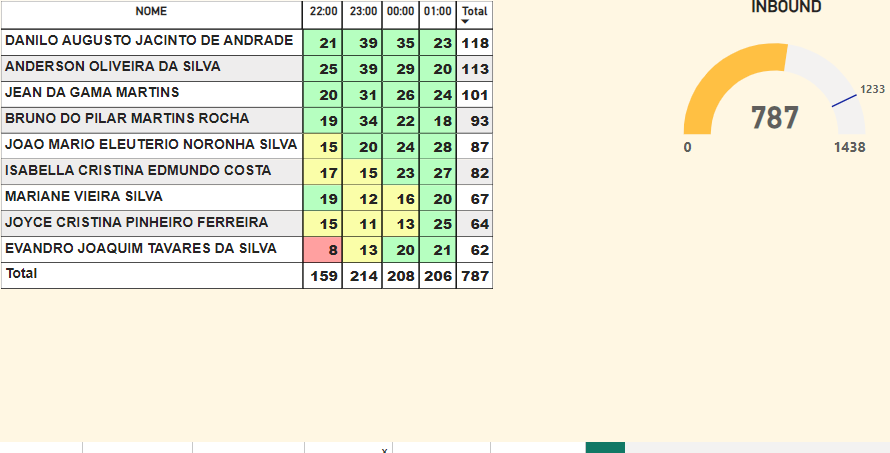 NOME 22:00 23:00 00:00 01:00 Total
DANILO AUGUSTO JACINTO DE ANDRADE 21 39 35 23 118
ANDERSON OLIVEIRA DA SILVA 25 39 29 20 113
JEAN DA GAMA MARTINS 20 31 26 24 101
BRUNO DO PILAR MARTINS ROCHA 19 34 22 18 93
JOAO MARIO ELEUTERIO NORONHA SILVA 15 20 24 28 87
ISABELLA CRISTINA EDMUNDO COSTA 17 15 23 27 82
MARIANE VIEIRA SILVA 19 12 16 20 67
JOYCE CRISTINA PINHEIRO FERREIRA 15 11 13 25 64
EVANDRO JOAQUIM TAVARES DA SILVA 8 13 20 21 62
Total 159 214 208 206 787
INBOUND
1233
787
0 1438
x